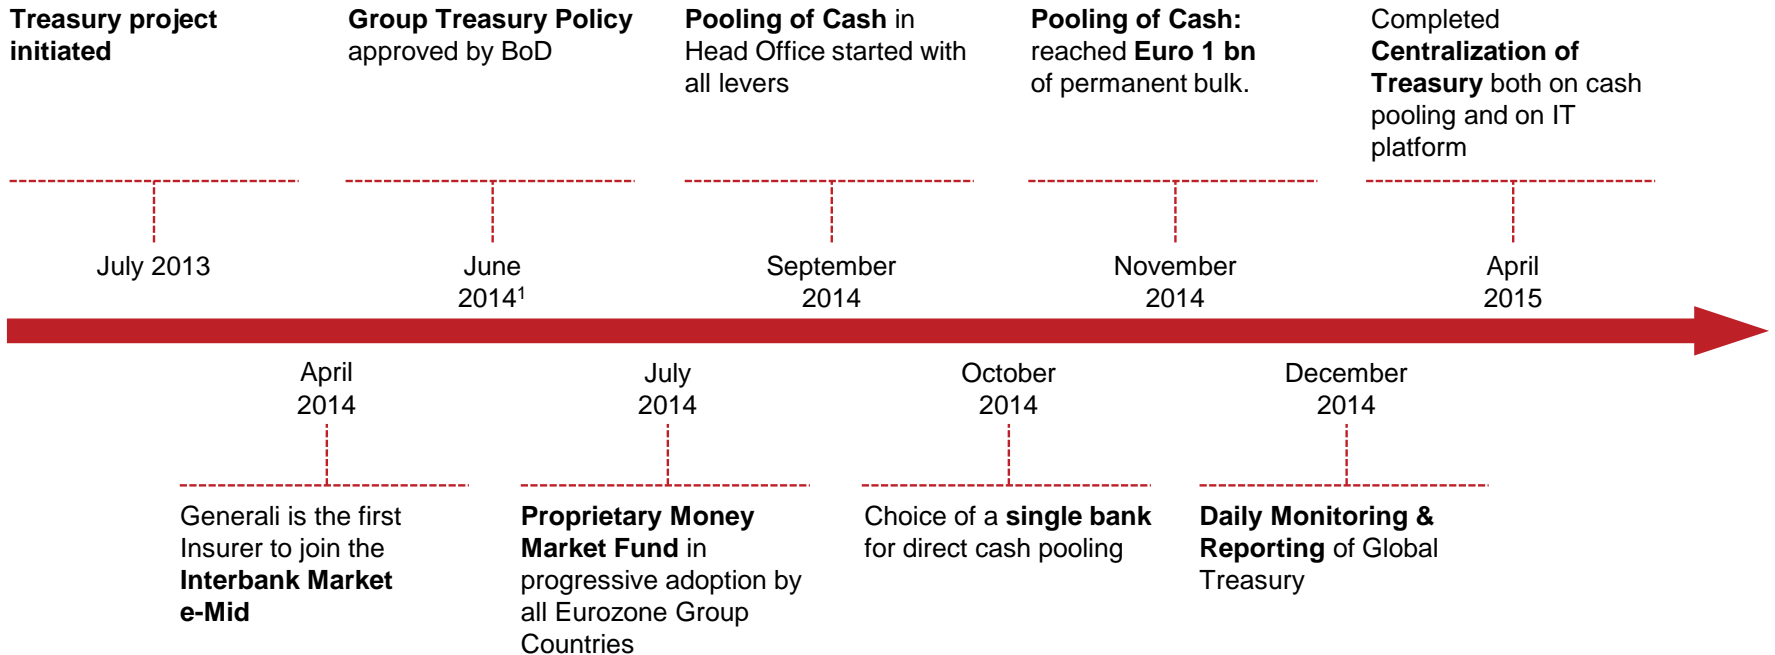 Treasury project
initiated
Group Treasury Policy
approved by BoD
Pooling of Cash in
Head Office started with
all levers
Pooling of Cash:
reached Euro 1 bn
of permanent bulk.
Completed
Centralization of
Treasury both on cash
pooling and on IT
platform
July 2013
June
2014¹
September
2014
November
2014
April
2015
April
2014
July
2014
October
2014
December
2014
Generali is the first
Insurer to join the
Interbank Market
e-Mid
Proprietary Money
Market Fund in
progressive adoption by
all Eurozone Group
Countries
Choice of a single bank
for direct cash pooling
Daily Monitoring &
Reporting of Global
Treasury